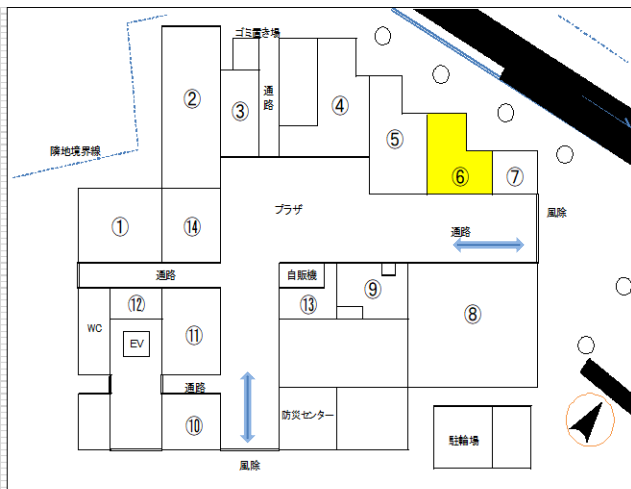 ゴミ置き場
②
③
通路
④
⑤
隣地境界線
⑥
⑦
①
⑭
プラザ
通路
風除
通路
自販機
⑨
⑫
⑬
WC
⑪
⑧
EV
通路
⑩
防災センター
駐輪場
風除